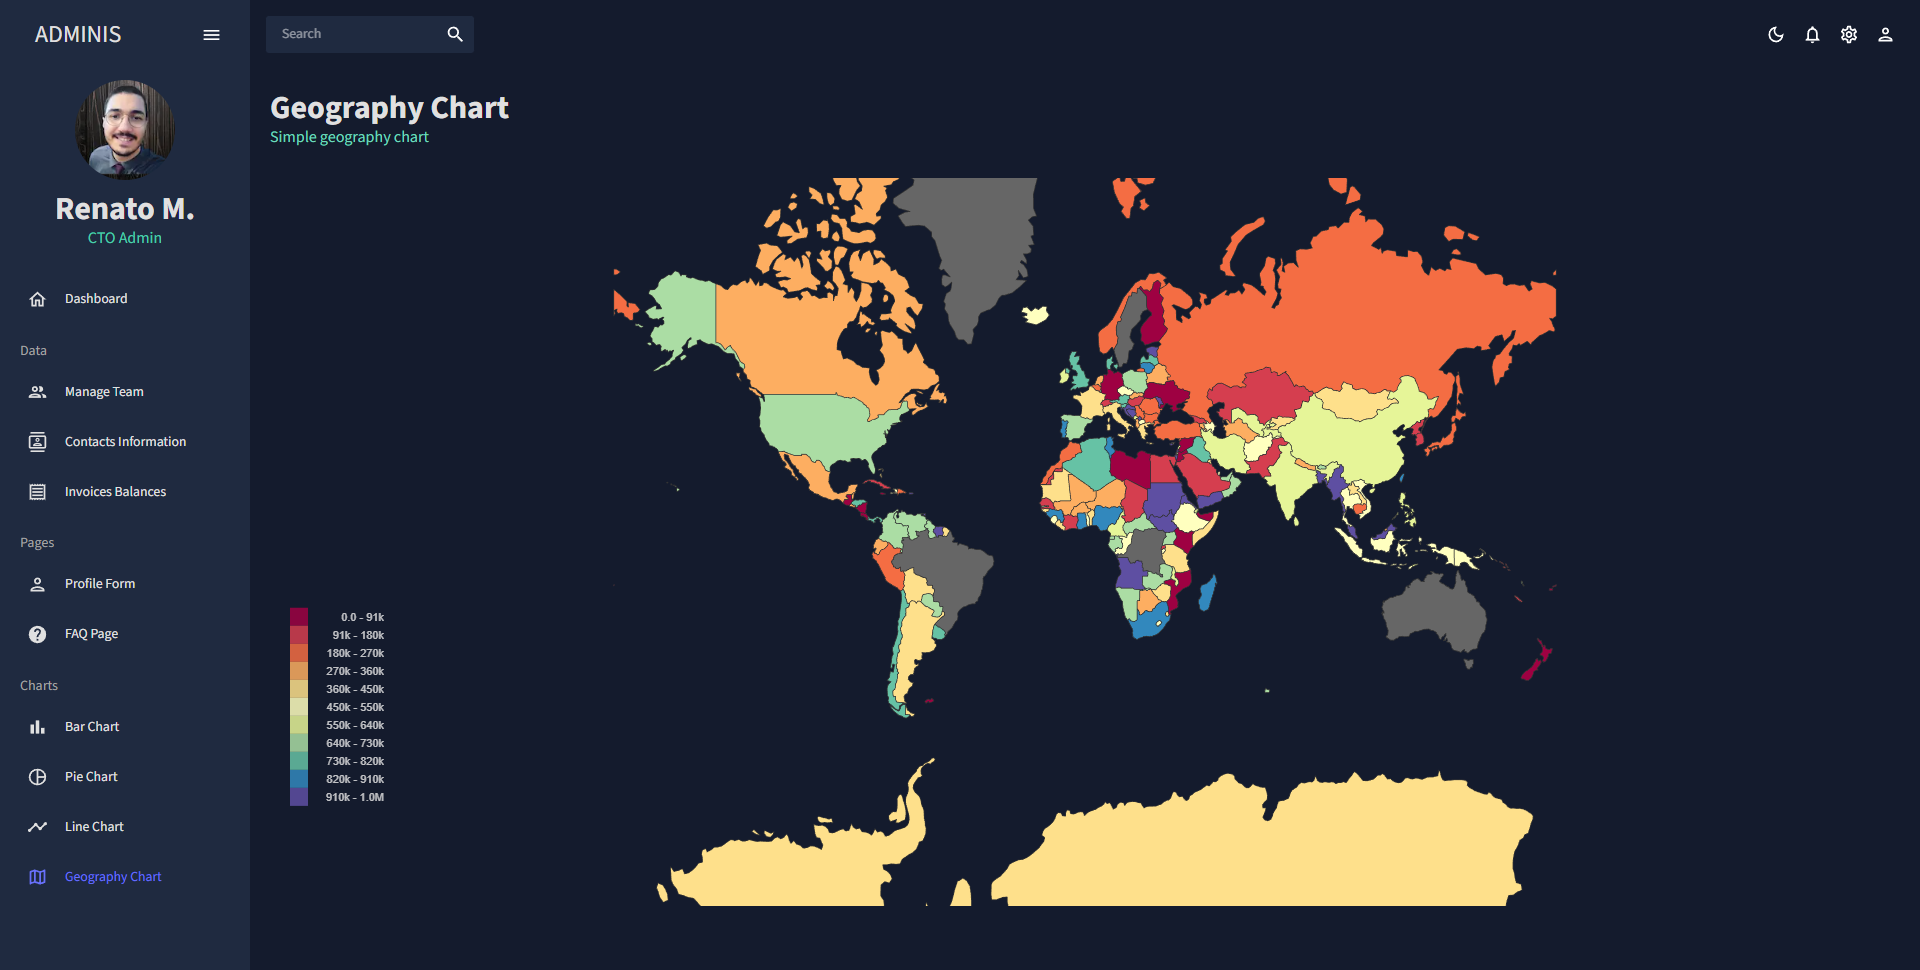 ADMINIS
Search
Renato M.
CTO Admin
Dashboard
Data
Manage Team
Contacts Information
Invoices Balances
Pages
Profile Form
FAQ Page
Charts
Bar Chart
Pie Chart
Line Chart
Geography Chart
Geography Chart
Simple geography chart
0.0 - 91k
91k - 180k
180k - 270k
270k - 360k
360k - 450k
450k - 550k
550k - 640k
640k - 730k
730k - 820k
820k - 910k
910k - 1.0M